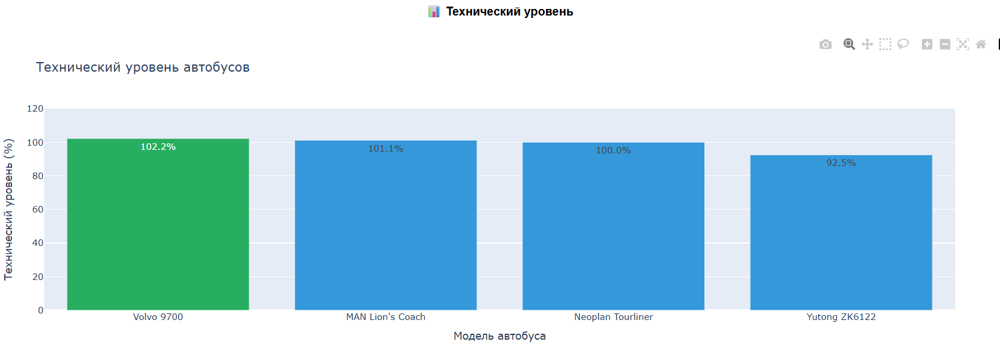 Технический уровень
Технический уровень автобусов
120
100
80
60
40
20
0
Технический уровень (%)
102.2%
101.1%
100.0%
92.5%
Volvo 9700
MAN Lion's Coach
Neoplan Tourliner
Yutong ZK6122
Модель автобуса